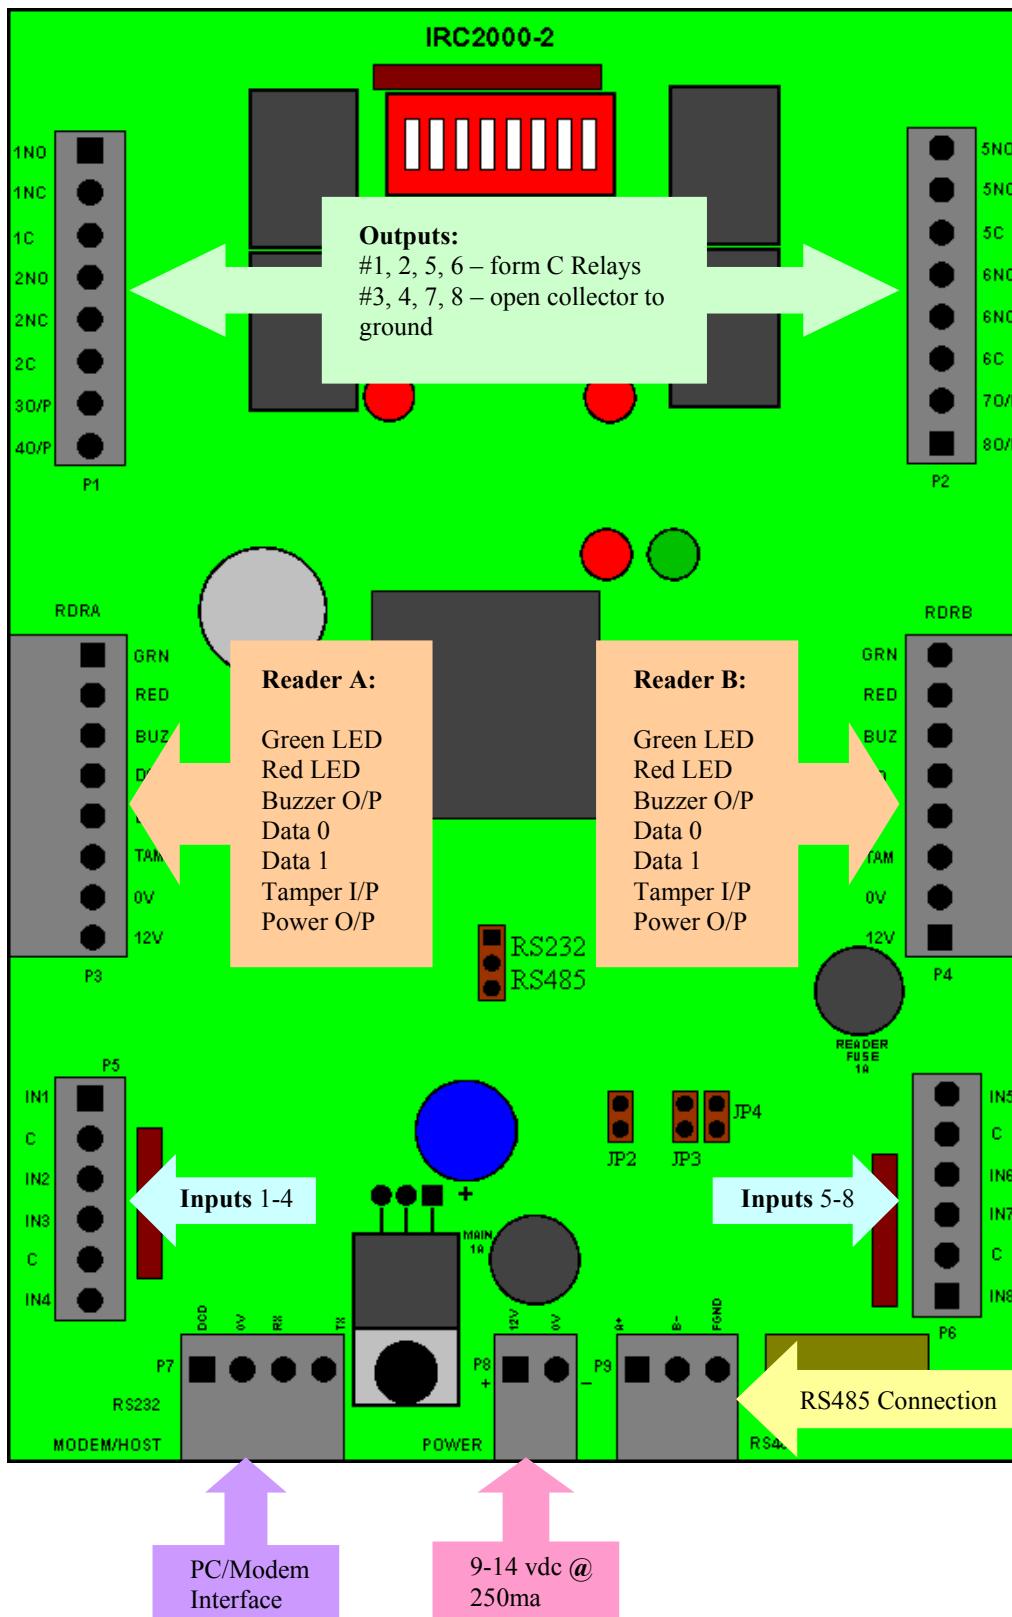 IRC2000-2
1NO
1NC
1C
2NO
2NC
2C
3O/P
4O/P
P1
Outputs:
#1, 2, 5, 6 – form C Relays
#3, 4, 7, 8 – open collector to
ground
5NO
5NO
5C
6NO
6NO
6C
7O/
8O/
P2
RDRA
GRN
RED
BUZ
TAM
0V
12V
P3
Reader A:
Green LED
Red LED
Buzzer O/P
Data 0
Data 1
Tamper I/P
Power O/P
Reader B:
Green LED
Red LED
Buzzer O/P
Data 0
Data 1
Tamper I/P
Power O/P
RDRB
GRN
RED
BUZ
TAM
0V
12V
P4
RS232
RS485
READER
FUSE
1A
P5
IN1
C
IN2
IN3
C
IN4
Inputs 1-4
JP2
JP3
JP4
Inputs 5-8
IN5
C
IN6
IN7
C
IN8
P6
+
MAIN
1A
DCD
0V
RX
TX
P7
RS232
MODEM/HOST
12V
0V
P8
+
–
POWER
A+
B-
FGND
P9
RS4
RS485 Connection
PC/Modem
Interface
9-14 vdc @
250ma